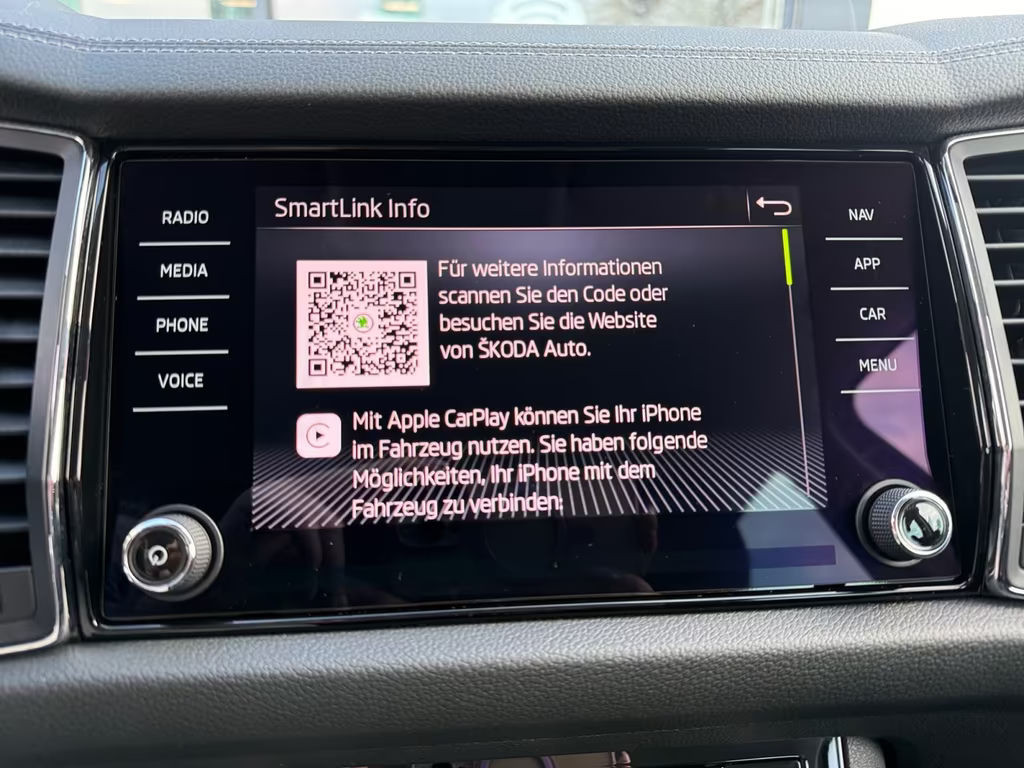 SmartLink Info
RADIO
MEDIA
PHONE
VOICE
NAV
APP
CAR
MENU
Für weitere Informationen
scannen Sie den Code oder
besuchen Sie die Website
von ŠKODA Auto.
Mit Apple CarPlay können Sie Ihr iPhone
im Fahrzeug nutzen. Sie haben folgende
Möglichkeiten, Ihr iPhone mit dem
Fahrzeug zu verbinden: